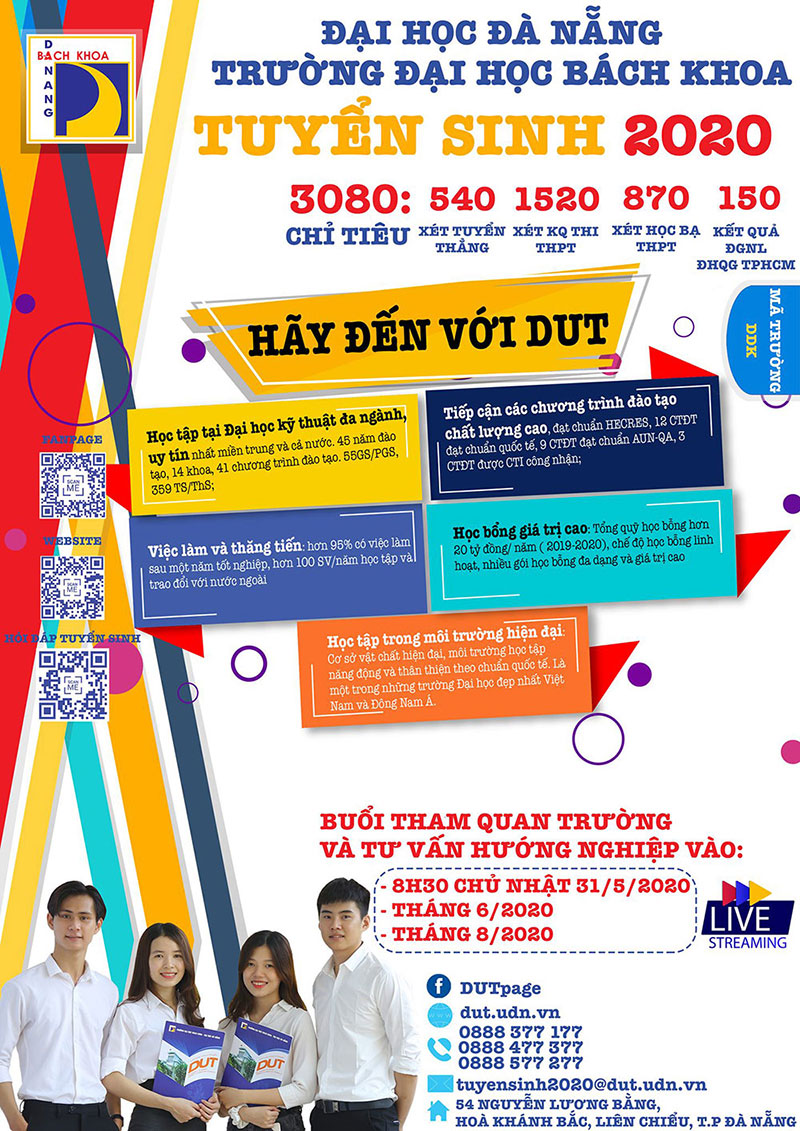 DANANG
BÁCH KHOA
ĐẠI HỌC ĐÀ NẴNG
TRƯỜNG ĐẠI HỌC BÁCH KHOA
TUYỂN SINH 2020
3080:
CHỈ TIÊU
540
XÉT TUYỂN
THẲNG
1520
XÉT KQ THI
THPT
870
XÉT HỌC BẠ
THPT
150
KẾT QUẢ
ĐGNL
ĐHQG TPHCM
MÃ TRƯỜNG
DDK
HÃY ĐẾN VỚI DUT
Học tập tại Đại học kỹ thuật đa ngành,
uy tín nhất miền trung và cả nước. 45 năm đào
tạo, 14 khoa, 41 chương trình đào tạo. 55GS/PGS,
359 TS/ThS;
Tiếp cận các chương trình đào tạo
chất lượng cao, đạt chuẩn HECRES, 12 CTĐT
đạt chuẩn quốc tế, 9 CTĐT đạt chuẩn AUN-QA, 3
CTĐT được CTI công nhận;
Việc làm và thăng tiến: hơn 95% có việc làm
sau một năm tốt nghiệp, hơn 100 SV/năm học tập và
trao đổi với nước ngoài
Học bổng giá trị cao: Tổng quỹ học bỗng hơn
20 tỷ đồng/ năm ( 2019-2020), chế độ học bỗng linh
hoạt, nhiều gói học bỗng đa dạng và giá trị cao
Học tập trong môi trường hiện đại:
Cơ sở vật chất hiện đại, môi trường học tập
năng động và thân thiện theo chuẩn quốc tế. Là
một trong những trường Đại học đẹp nhất Việt
Nam và Đông Nam Á.
FANPAGE
SCAN
ME
WEBSITE
SCAN
ME
HỎI ĐÁP TUYỂN SINH
SCAN
ME
BUỔI THAM QUAN TRƯỜNG
VÀ TƯ VẤN HƯỚNG NGHIỆP VÀO:
- 8H30 CHỦ NHẬT 31/5/2020
- THÁNG 6/2020
- THÁNG 8/2020
LIVE
STREAMING
DUT
DUT
DUTpage
dut.udn.vn
0888 377 177
0888 477 377
0888 577 277
tuyensinh2020@dut.udn.vn
54 NGUYỄN LƯƠNG BẰNG,
HOÀ KHÁNH BẮC, LIÊN CHIỂU, T.P ĐÀ NẴNG